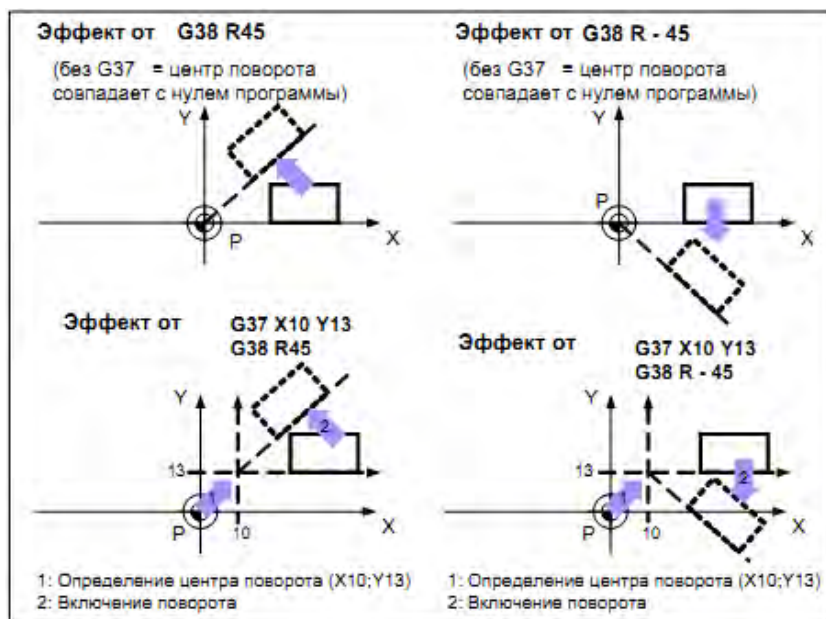 Эффект от G38 R45
(без G37 = центр поворота
совпадает с нулем программы)
Y
P
X
Эффект от G38 R - 45
(без G37 = центр поворота
совпадает с нулем программы)
Y
P
X
Эффект от
G37 X10 Y13
G38 R45
Y
2
13
1
P
10
X
1: Определение центра поворота (X10;Y13)
2: Включение поворота
Эффект от
G37 X10 Y13
G38 R - 45
Y
13
2
1
P
10
X
1: Определение центра поворота (X10;Y13)
2: Включение поворота